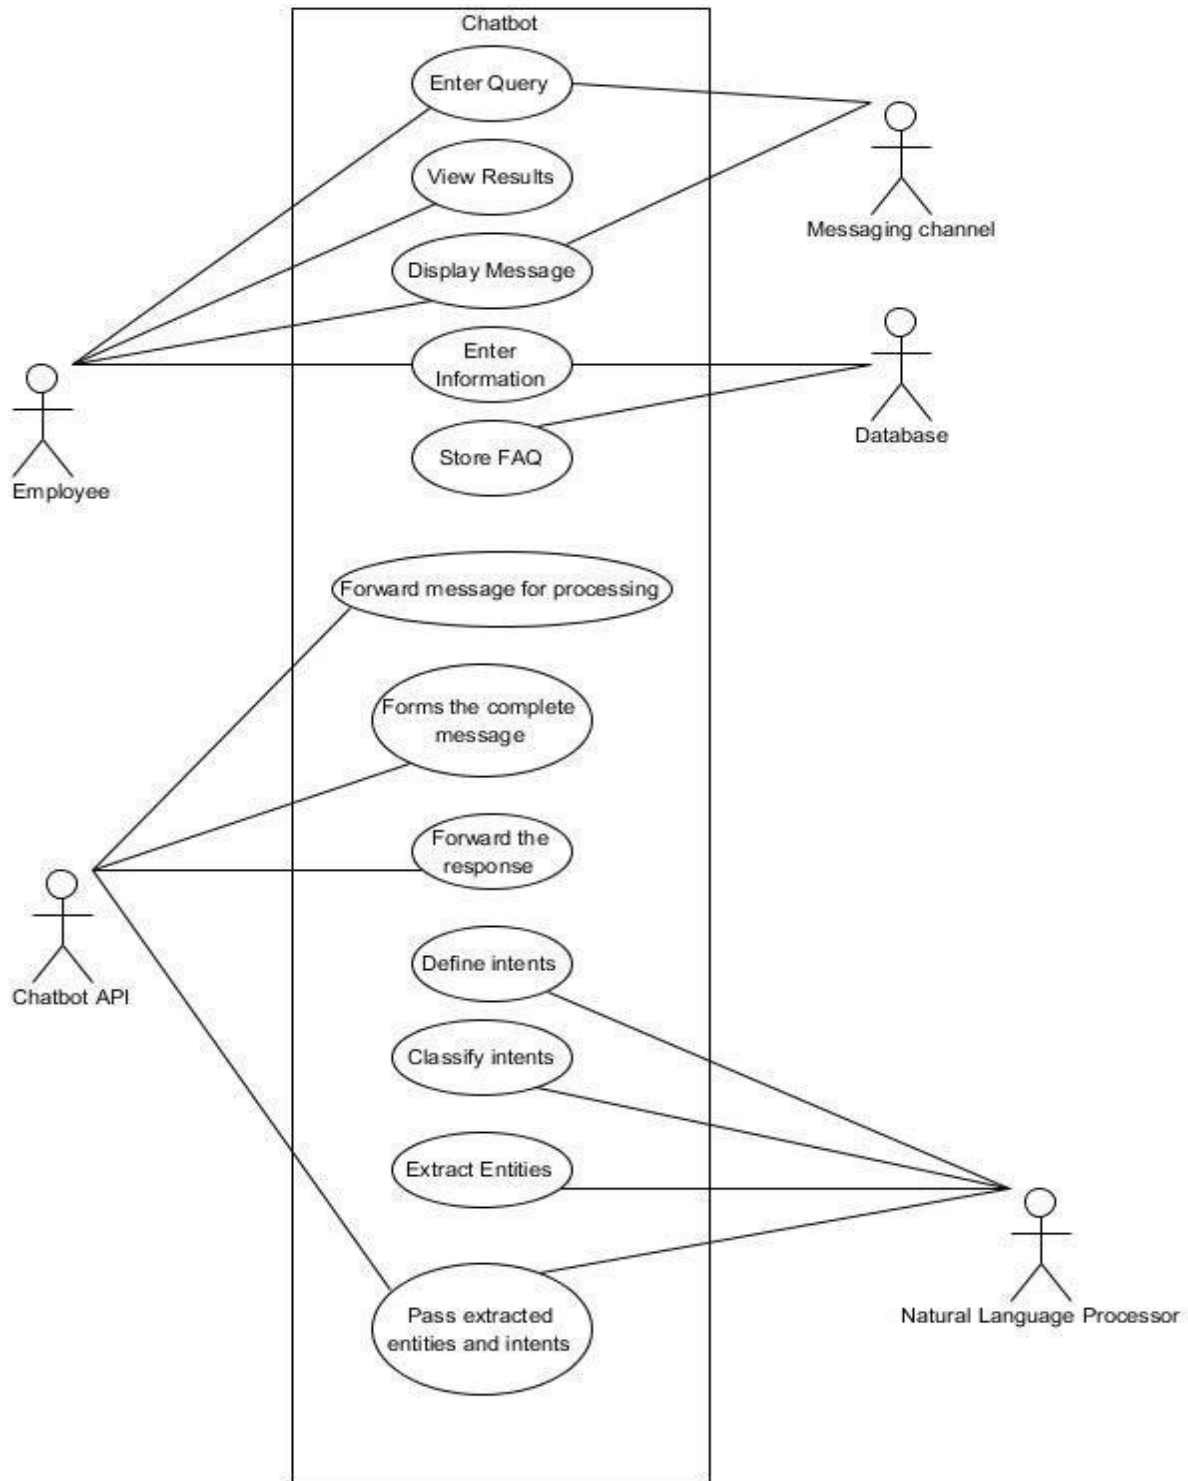 Chatbot
Enter Query
View Results
Messaging channel
Display Message
Enter
Information
Database
Store FAQ
Employee
Forward message for processing
Forms the complete
message
Forward the
response
Define intents
Chatbot API
Classify intents
Extract Entities
Pass extracted
entities and intents
Natural Language Processor